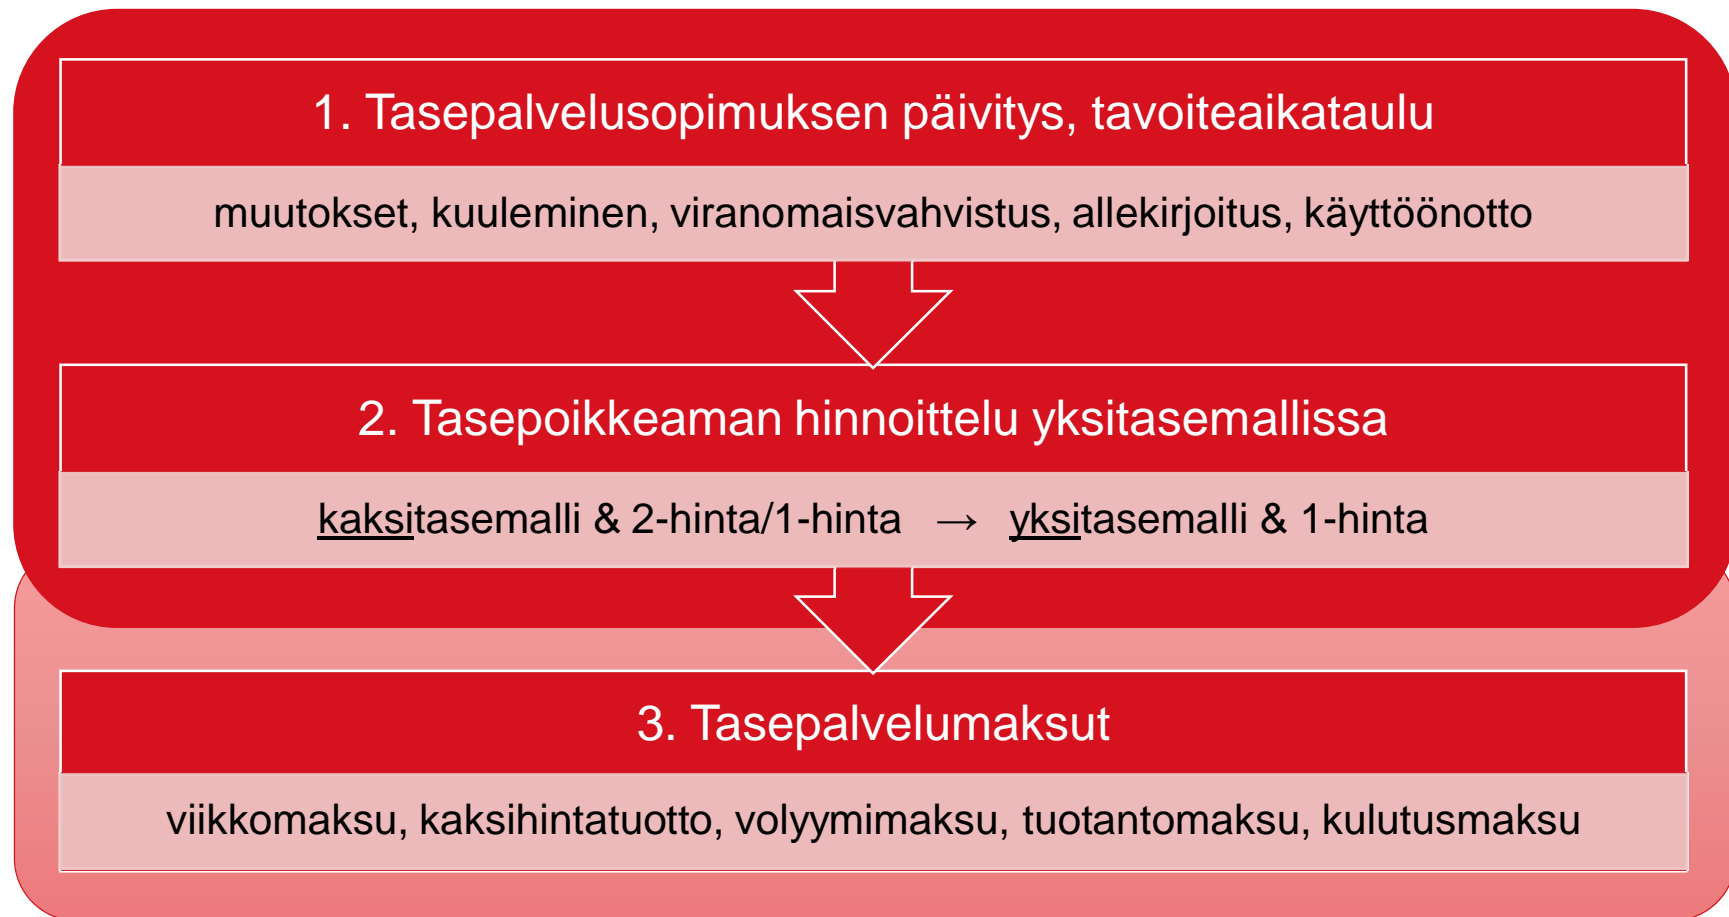 1. Tasepalvelusopimuksen päivitys, tavoiteaikataulu
muutokset, kuuleminen, viranomaisvahvistus, allekirjoitus, käyttöönotto
2. Tasepoikkeaman hinnoittelu yksitasemallissa
kaksitasemalli & 2-hinta/1-hinta → yksitasemalli & 1-hinta
3. Tasepalvelumaksut
viikkomaksu, kaksihintatuotto, volyymimaksu, tuotantomaksu, kulutusmaksu